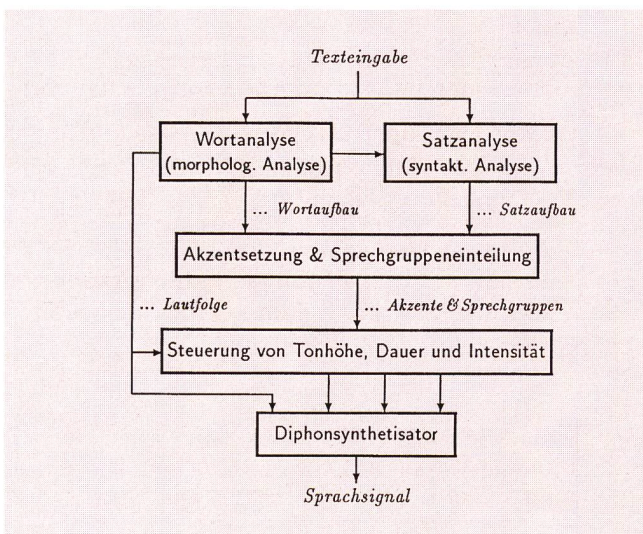 Texteingabe
Wortanalyse
(morpholog. Analyse)
Satzanalyse
(syntakt. Analyse)
... Wortaufbau
... Satzaufbau
Akzentsetzung & Sprechgruppeneinteilung
... Lautfolge
... Akzente & Sprechgruppen
Steuerung von Tonhöhe, Dauer und Intensität
Diphonsynthetisator
Sprachsignal